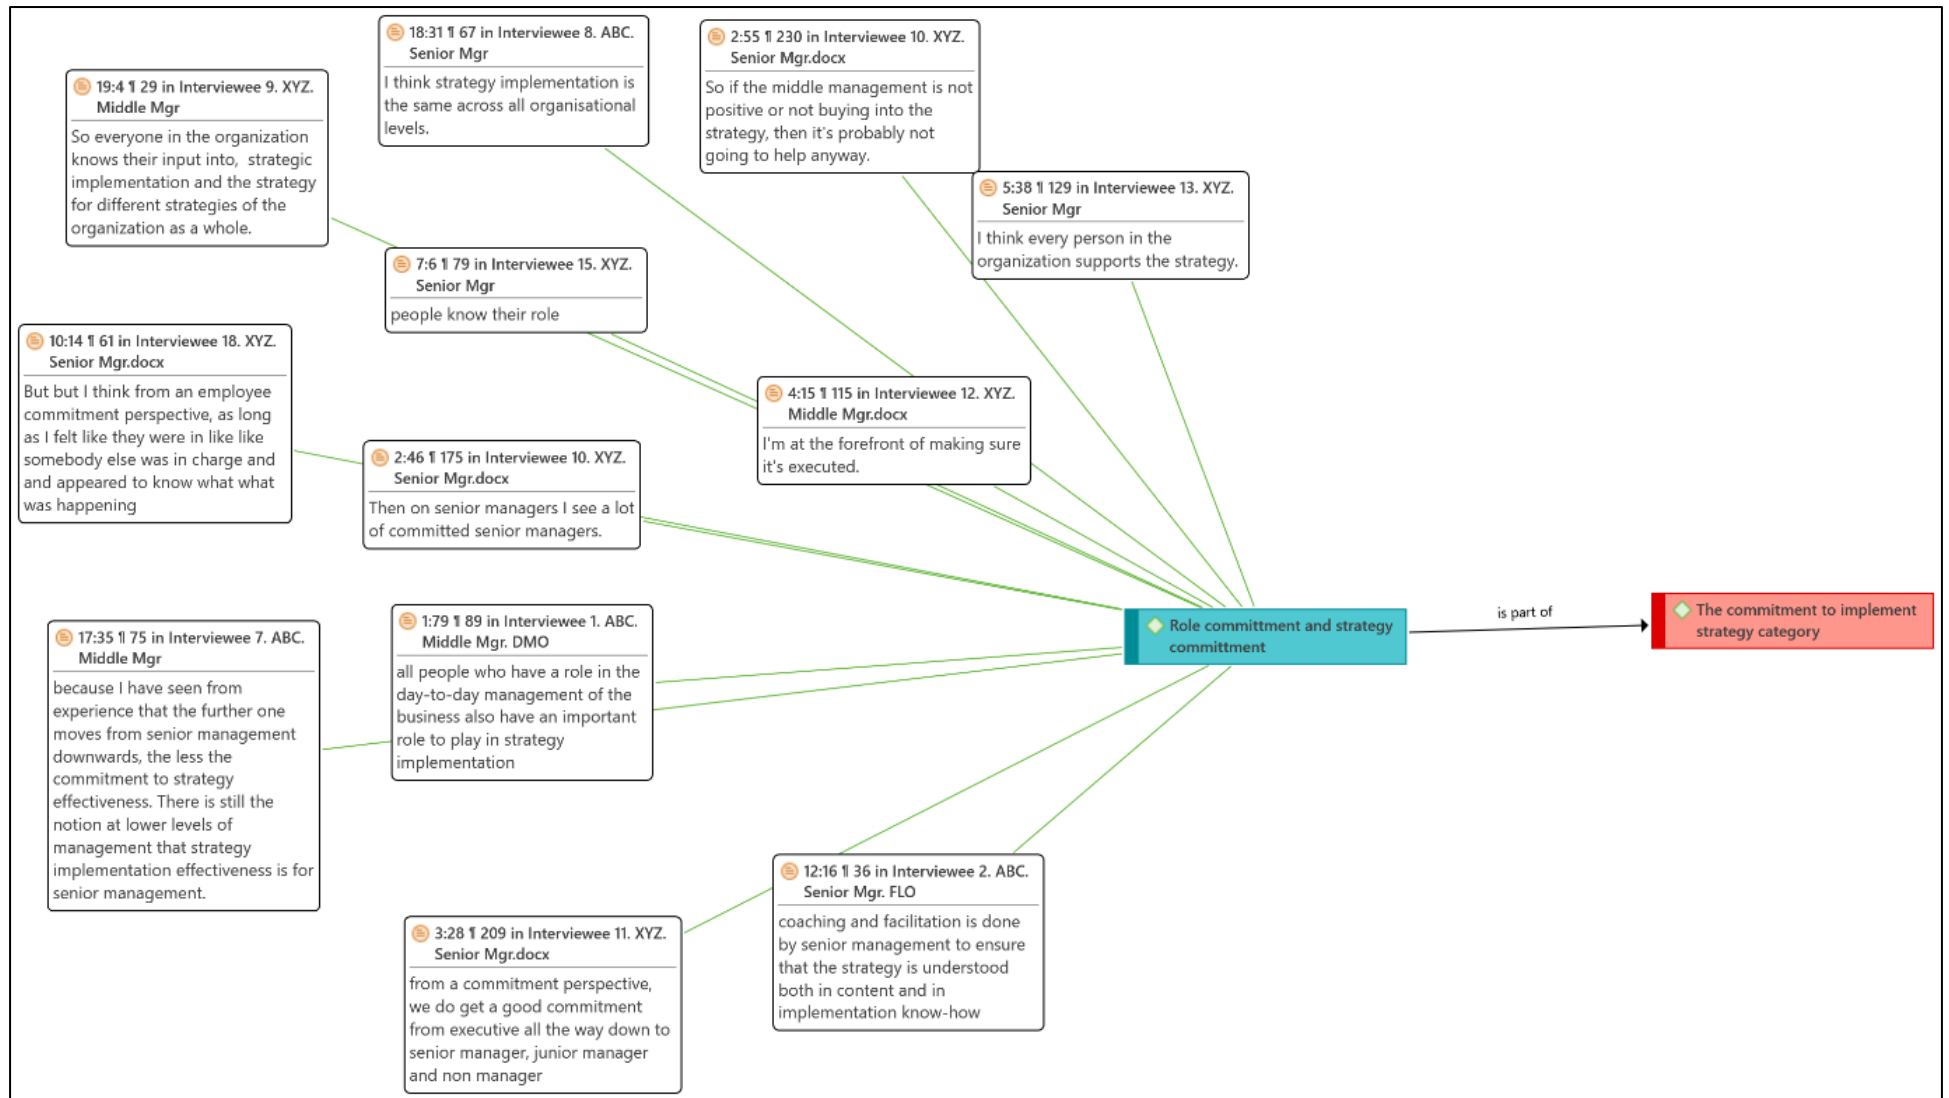 18:31 ¶ 67 in Interviewee 8. ABC.
Senior Mgr
I think strategy implementation is
the same across all organisational
levels.
2:55 ¶ 230 in Interviewee 10. XYZ.
Senior Mgr.docx
So if the middle management is not
positive or not buying into the
strategy, then it's probably not
going to help anyway.
19:4 ¶ 29 in Interviewee 9. XYZ.
Middle Mgr
So everyone in the organization
knows their input into,  strategic
implementation and the strategy
for different strategies of the
organization as a whole.
5:38 ¶ 129 in Interviewee 13. XYZ.
Senior Mgr
I think every person in the
organization supports the strategy.
7:6 ¶ 79 in Interviewee 15. XYZ.
Senior Mgr
people know their role
10:14 ¶ 61 in Interviewee 18. XYZ.
Senior Mgr.docx
But but I think from an employee
commitment perspective, as long
as I felt like they were in like like
somebody else was in charge and
and appeared to know what what
was happening
4:15 ¶ 115 in Interviewee 12. XYZ.
Middle Mgr.docx
I'm at the forefront of making sure
it's executed.
2:46 ¶ 175 in Interviewee 10. XYZ.
Senior Mgr.docx
Then on senior managers I see a lot
of committed senior managers.
1:79 ¶ 89 in Interviewee 1. ABC.
Middle Mgr. DMO
all people who have a role in the
day-to-day management of the
business also have an important
role to play in strategy
implementation
17:35 ¶ 75 in Interviewee 7. ABC.
Middle Mgr
because I have seen from
experience that the further one
moves from senior management
downwards, the less the
commitment to strategy
effectiveness. There is still the
notion at lower levels of
management that strategy
implementation effectiveness is for
senior management.
Role committment and strategy
committment
is part of
The commitment to implement
strategy category
12:16 ¶ 36 in Interviewee 2. ABC.
Senior Mgr. FLO
coaching and facilitation is done
by senior management to ensure
that the strategy is understood
both in content and in
implementation know-how
3:28 ¶ 209 in Interviewee 11. XYZ.
Senior Mgr.docx
from a commitment perspective,
we do get a good commitment
from executive all the way down to
senior manager, junior manager
and non manager